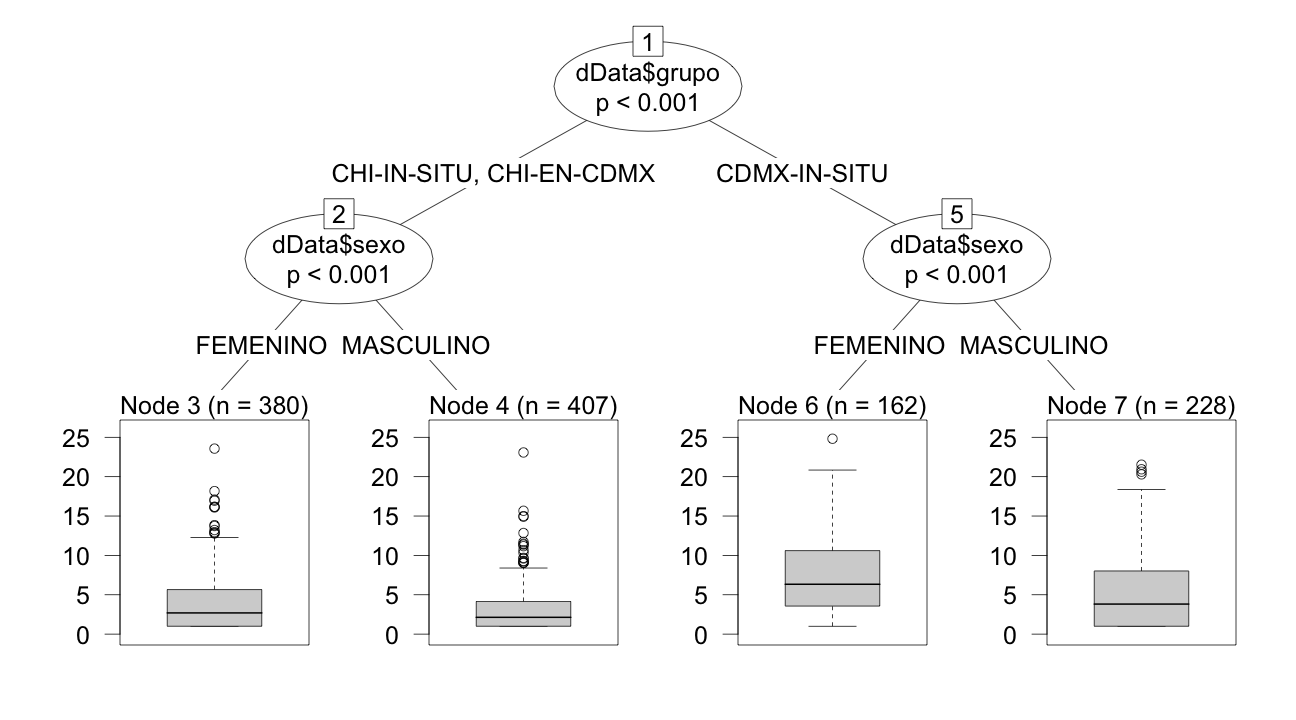 1
dData$grupo
p < 0.001
CHI-IN-SITU, CHI-EN-CDMX
CDMX-IN-SITU
2
dData$sexo
p < 0.001
5
dData$sexo
p < 0.001
FEMENINO
MASCULINO
FEMENINO
MASCULINO
Node 3 (n = 380)
25
20
15
10
5
0
Node 4 (n = 407)
25
20
15
10
5
0
Node 6 (n = 162)
25
20
15
10
5
0
Node 7 (n = 228)
25
20
15
10
5
0